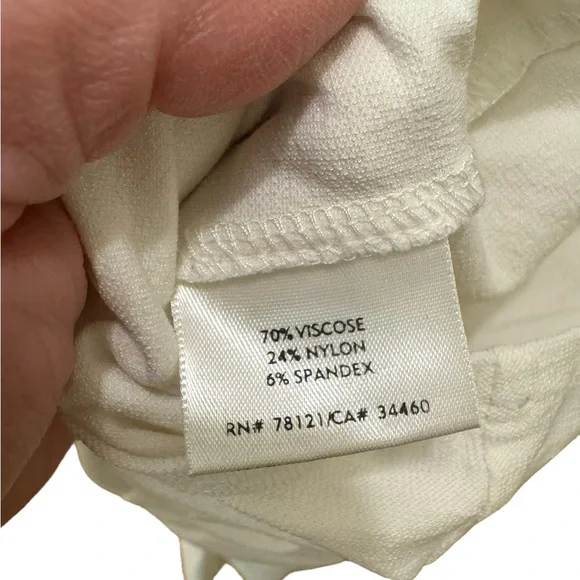 70% VISCOSE
24% NYLON
6% SPANDEX
RN# 78121/CA# 34460